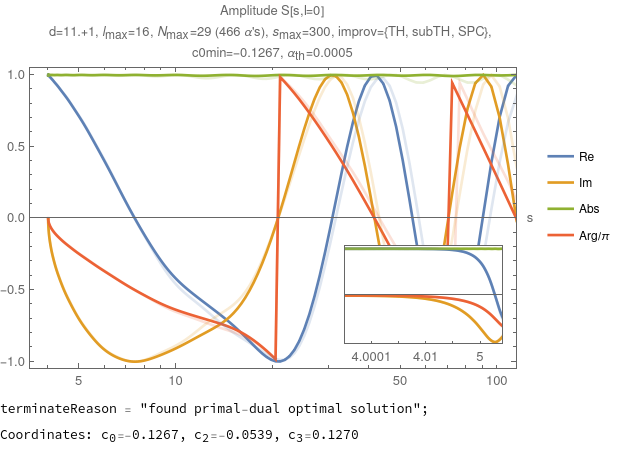 Amplitude S[s,l=0]
d=11.+1, lmax=16, Nmax=29 (466 α's), smax=300, improv={TH, subTH, SPC},
c0min=-0.1267, αth=0.0005
1.0
0.5
0.0
-0.5
-1.0
s
Re
Im
Abs
Arg/π
4.0001
4.01
5
5
10
50
100
terminateReason = "found primal-dual optimal solution";
Coordinates: c0=-0.1267, c2=-0.0539, c3=0.1270